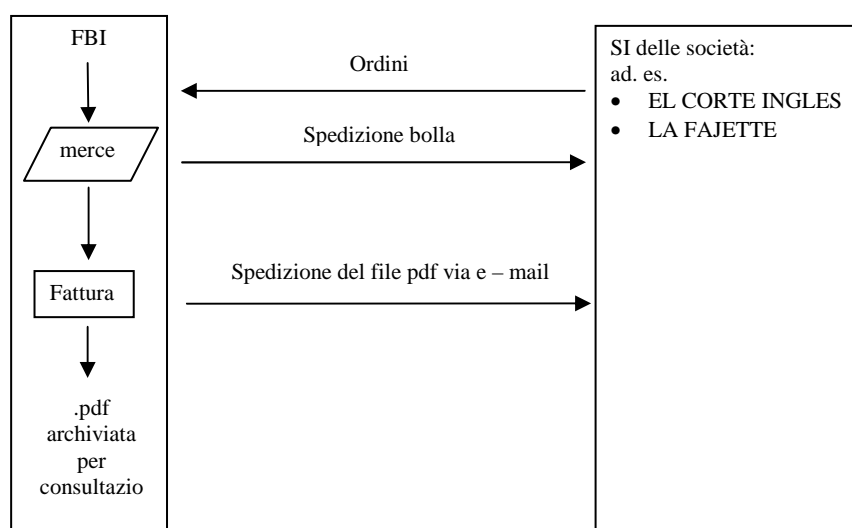 FBI
merce
Fattura
.pdf
archiviata
per
consultazio
Ordini
Spedizione bolla
Spedizione del file pdf via e – mail
SI delle società:
ad. es.
• EL CORTE INGLES
• LA FAJETTE